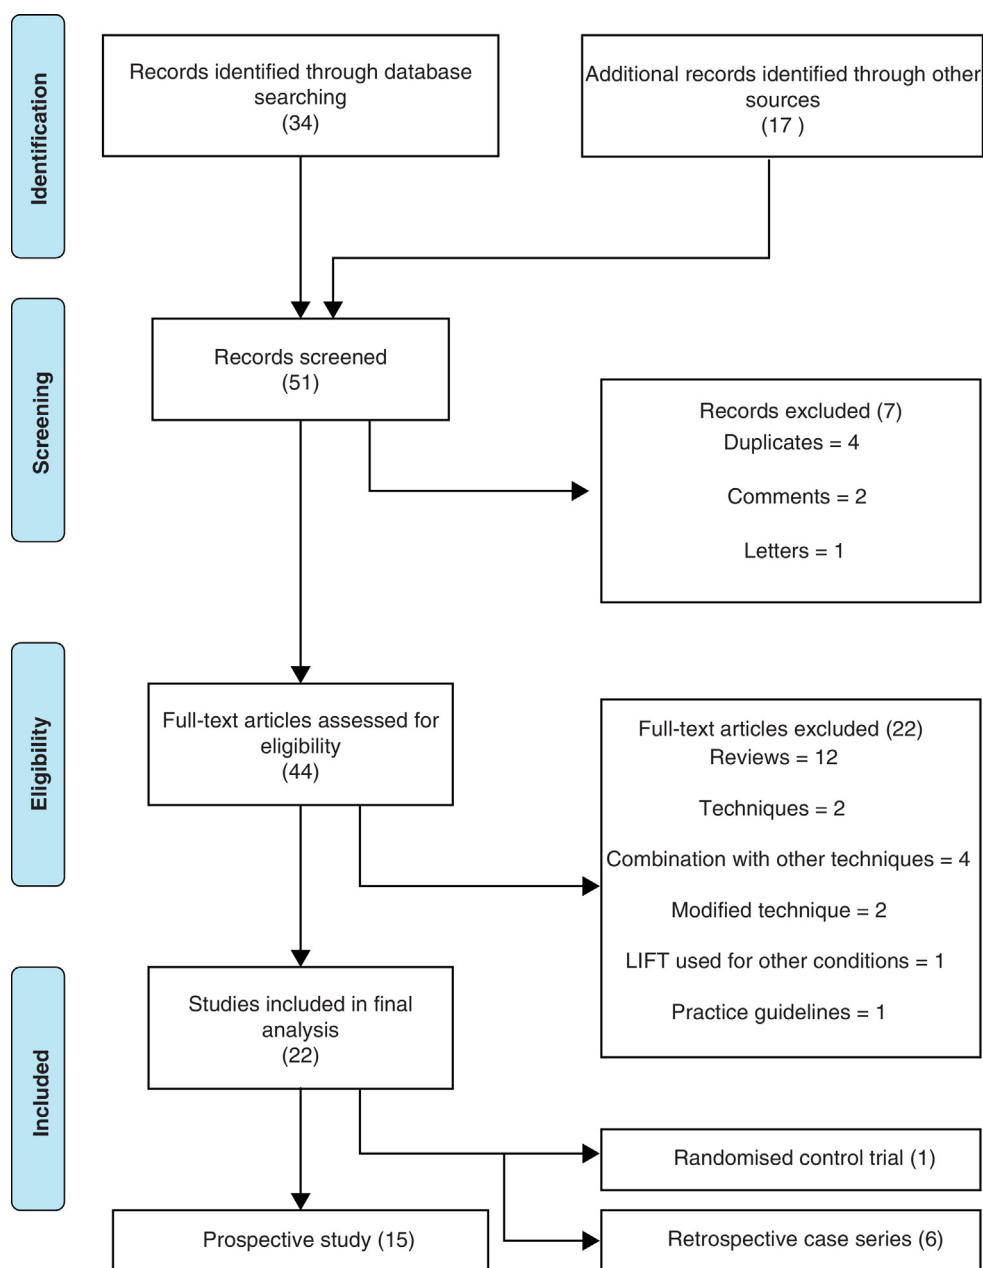 Identification
Records identified through database
searching
(34)
Additional records identified through other
sources
(17 )
Screening
Records screened
(51)
Records excluded (7)
Duplicates = 4
Comments = 2
Letters = 1
Eligibility
Full-text articles assessed for
eligibility
(44)
Full-text articles excluded (22)
Reviews = 12
Techniques = 2
Combination with other techniques = 4
Modified technique = 2
LIFT used for other conditions = 1
Practice guidelines = 1
Included
Studies included in final
analysis
(22)
Randomised control trial (1)
Prospective study (15)
Retrospective case series (6)